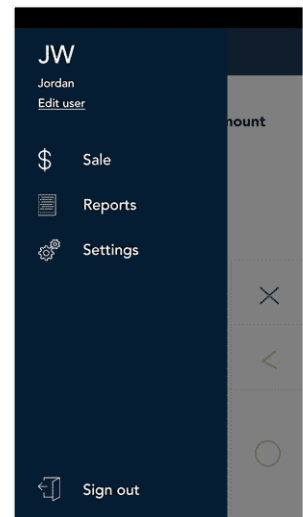 JW
Jordan
Edit user
mount
$ Sale
Reports
Settings
Sign out